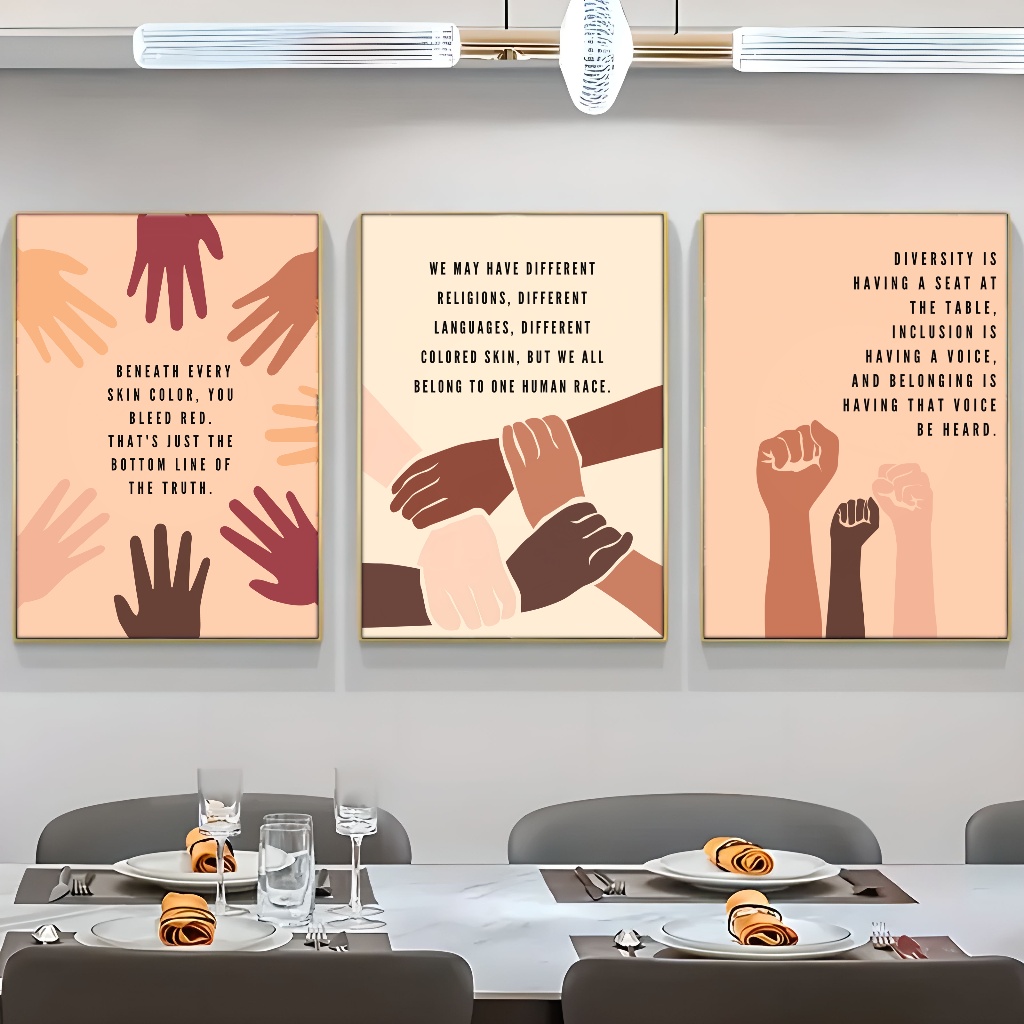 BENEATH EVERY
SKIN COLOR, YOU
BLEED RED.
THAT'S JUST THE
BOTTOM LINE OF
THE TRUTH.
WE MAY HAVE DIFFERENT
RELIGIONS, DIFFERENT
LANGUAGES, DIFFERENT
COLORED SKIN, BUT WE ALL
BELONG TO ONE HUMAN RACE.
DIVERSITY IS
HAVING A SEAT AT
THE TABLE,
INCLUSION IS
HAVING A VOICE,
AND BELONGING IS
HAVING THAT VOICE
BE HEARD.